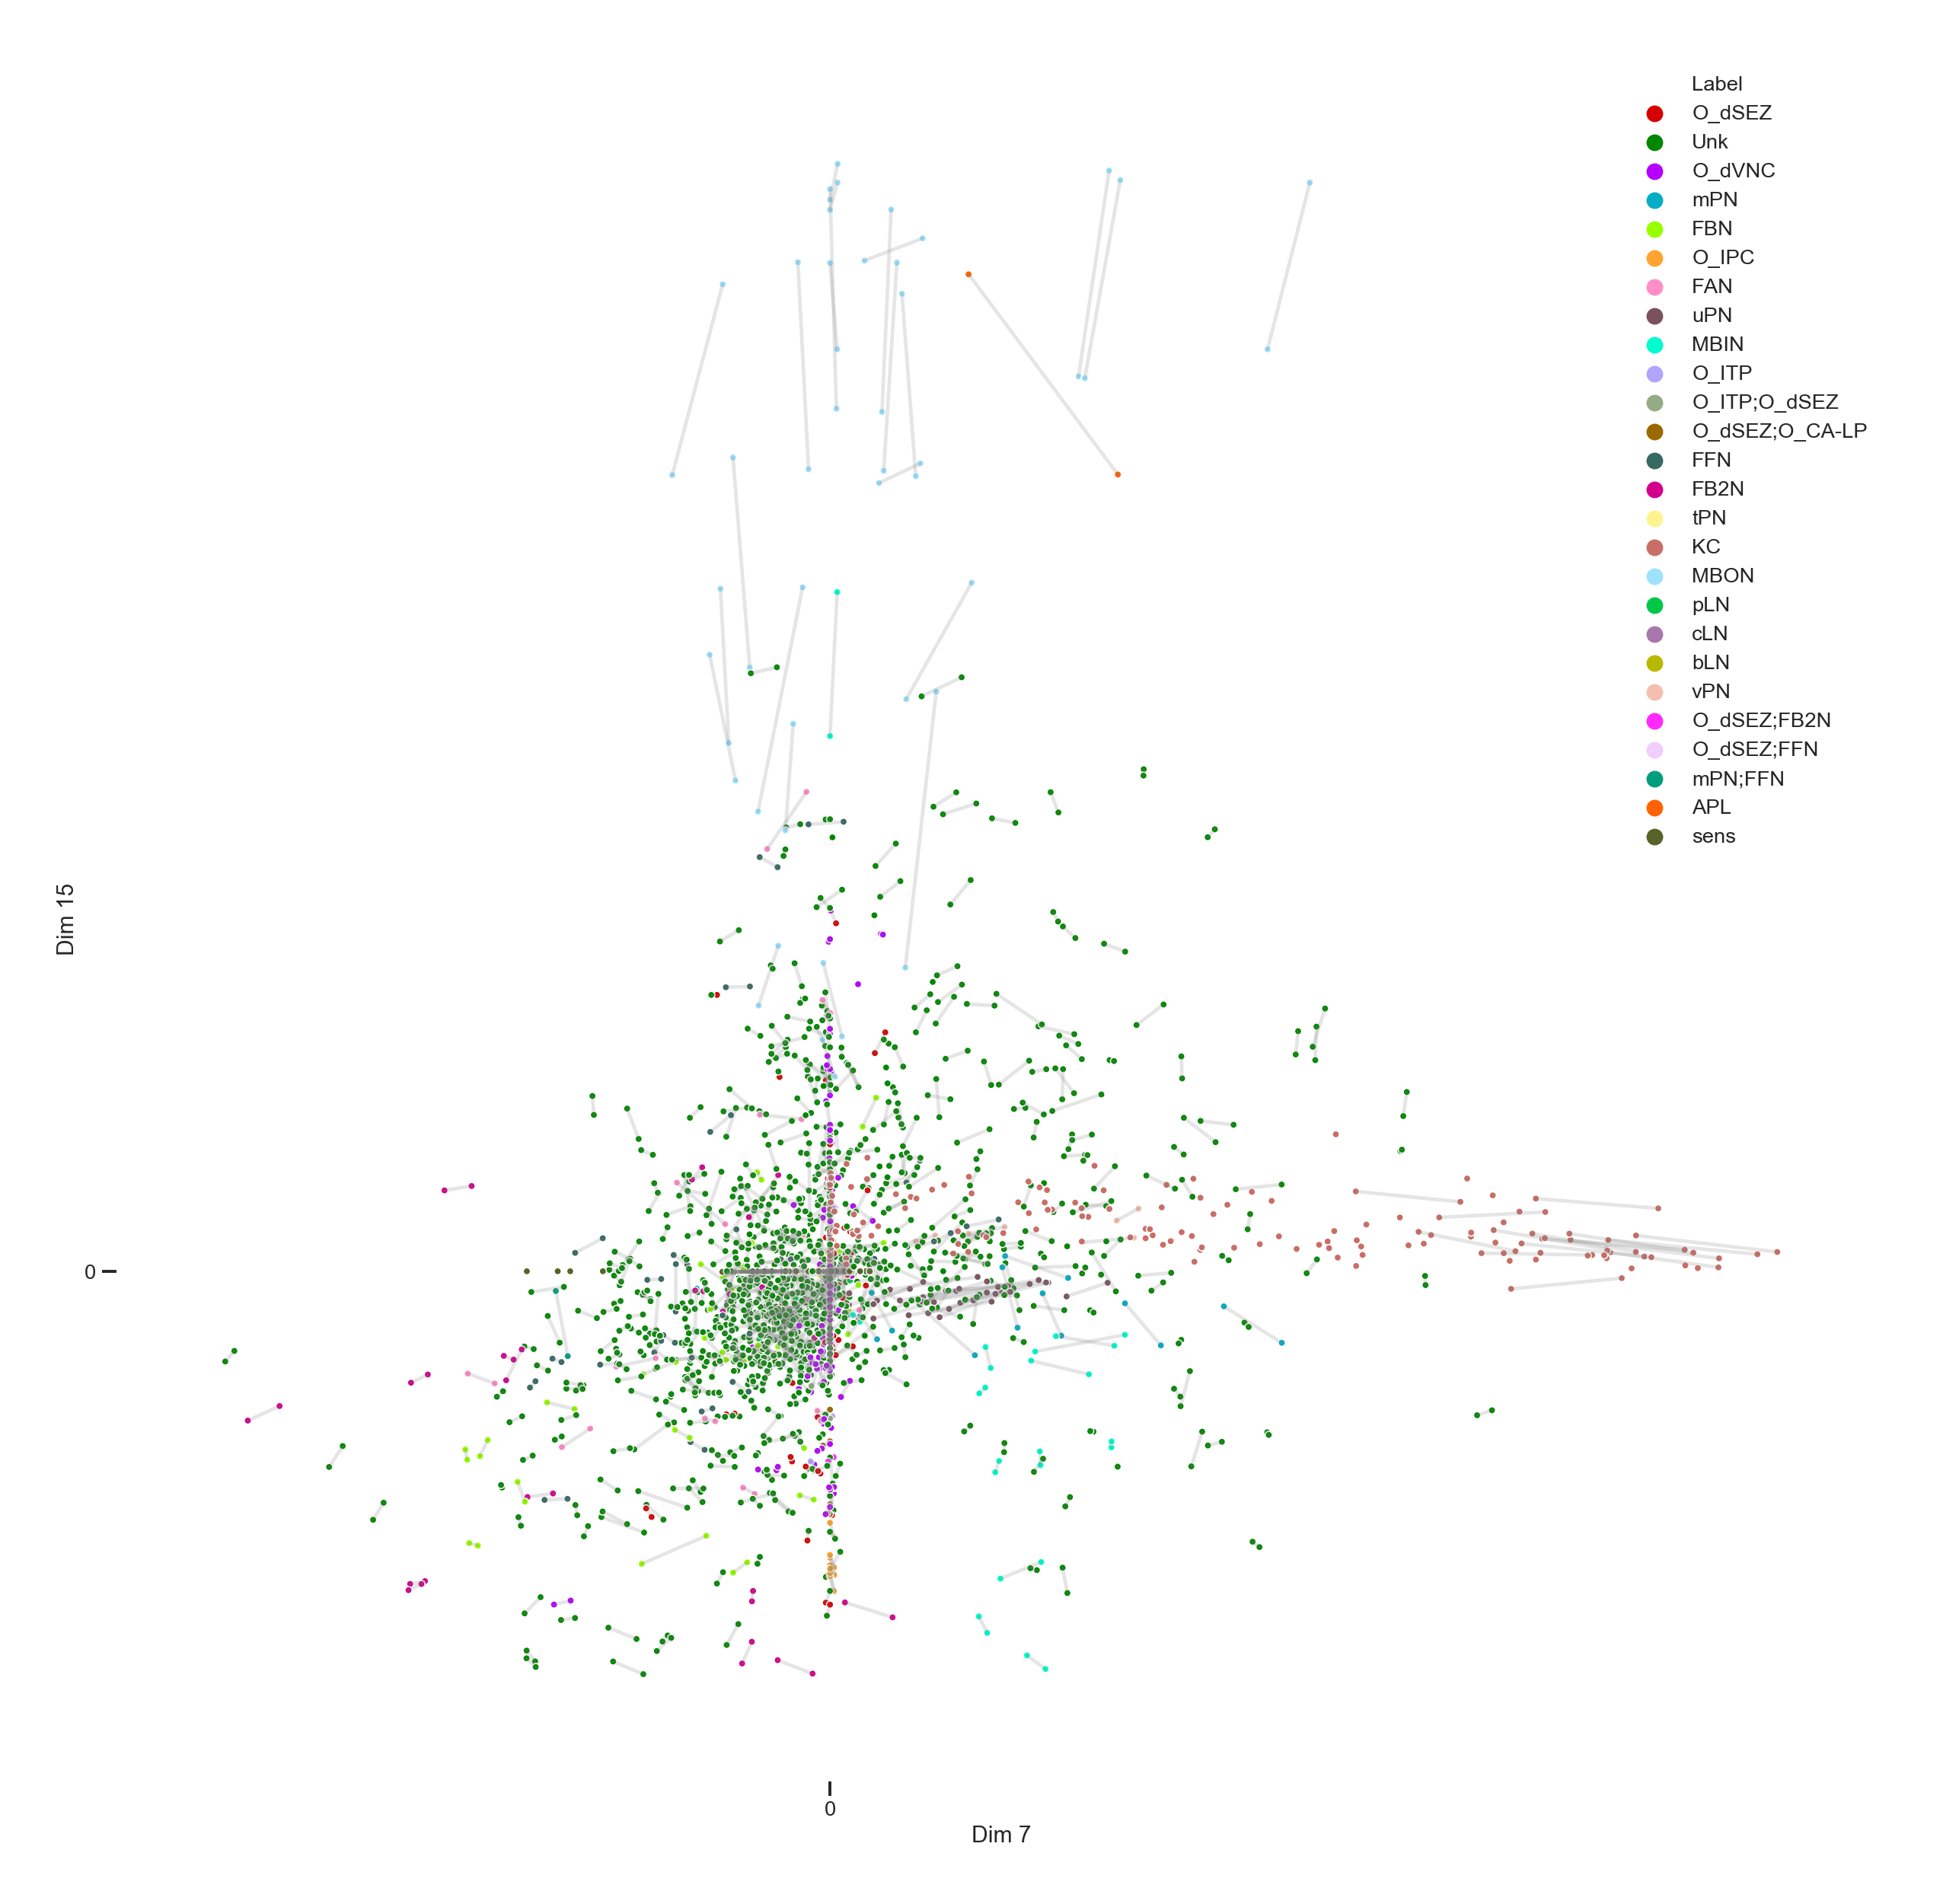 Label
O_dSEZ
Unk
O_dVNC
mPN
FBN
O_IPC
FAN
uPN
MBIN
O_ITP
O_ITP;O_dSEZ
O_dSEZ;O_CA-LP
FFN
FB2N
tPN
KC
MBON
pLN
cLN
bLN
vPN
O_dSEZ;FB2N
O_dSEZ;FFN
mPN;FFN
APL
sens
Dim 15
0
0
Dim 7